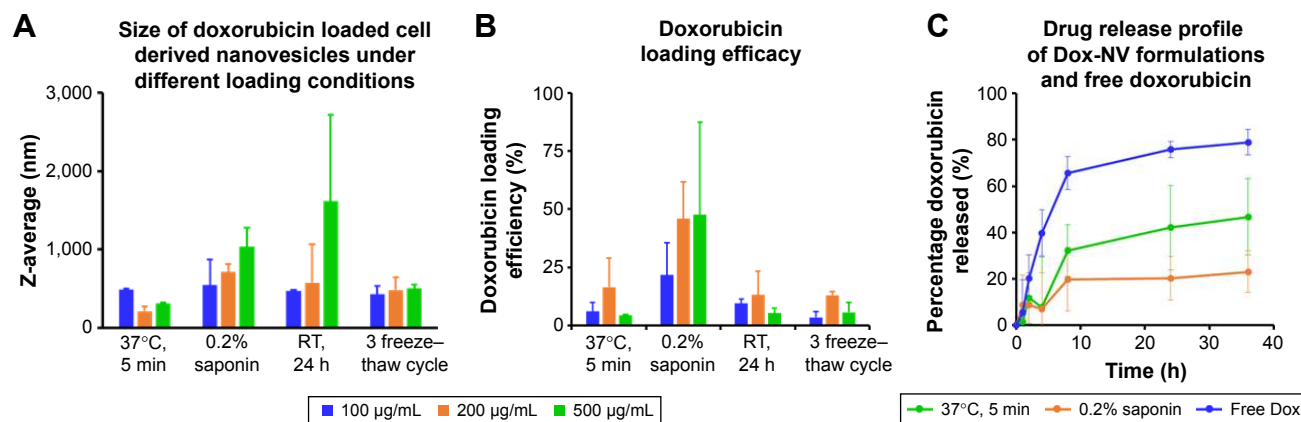 A
Size of doxorubicin loaded cell
derived nanovesicles under
different loading conditions
Z-average (nm)
3,000
2,000
1,000
0
37°C,
5 min
0.2%
saponin
RT,
24 h
3 freeze–
thaw cycle
B
Doxorubicin
loading efficacy
Doxorubicin loading
efficiency (%)
100
75
50
25
0
37°C,
5 min
0.2%
saponin
RT,
24 h
3 freeze–
thaw cycle
100 µg/mL 200 µg/mL 500 µg/mL
C
Drug release profile
of Dox-NV formulations
and free doxorubicin
Percentage doxorubicin
released (%)
100
80
60
40
20
0
0 10 20 30 40
Time (h)
37°C, 5 min 0.2% saponin Free Dox